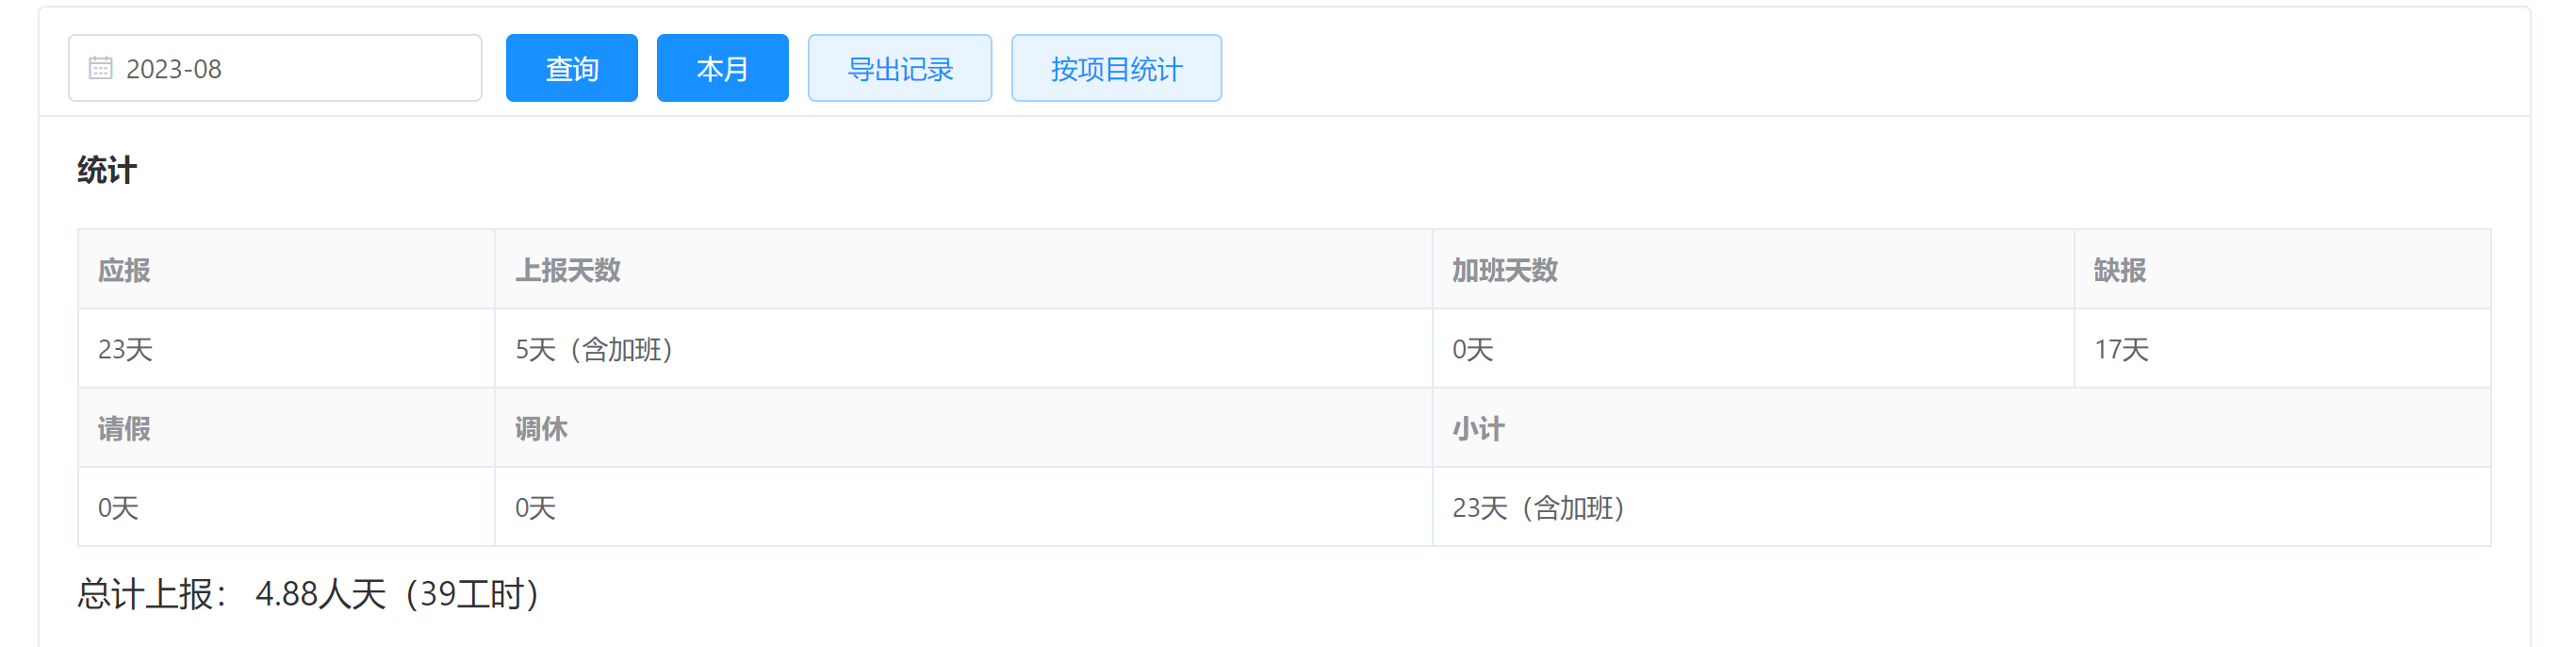 2023-08 查询 本月 导出记录 按项目统计
统计
应报 上报天数 加班天数 缺报
23天 5天（含加班） 0天 17天
请假 调休 小计
0天 0天 23天（含加班）
总计上报： 4.88人天（39工时）